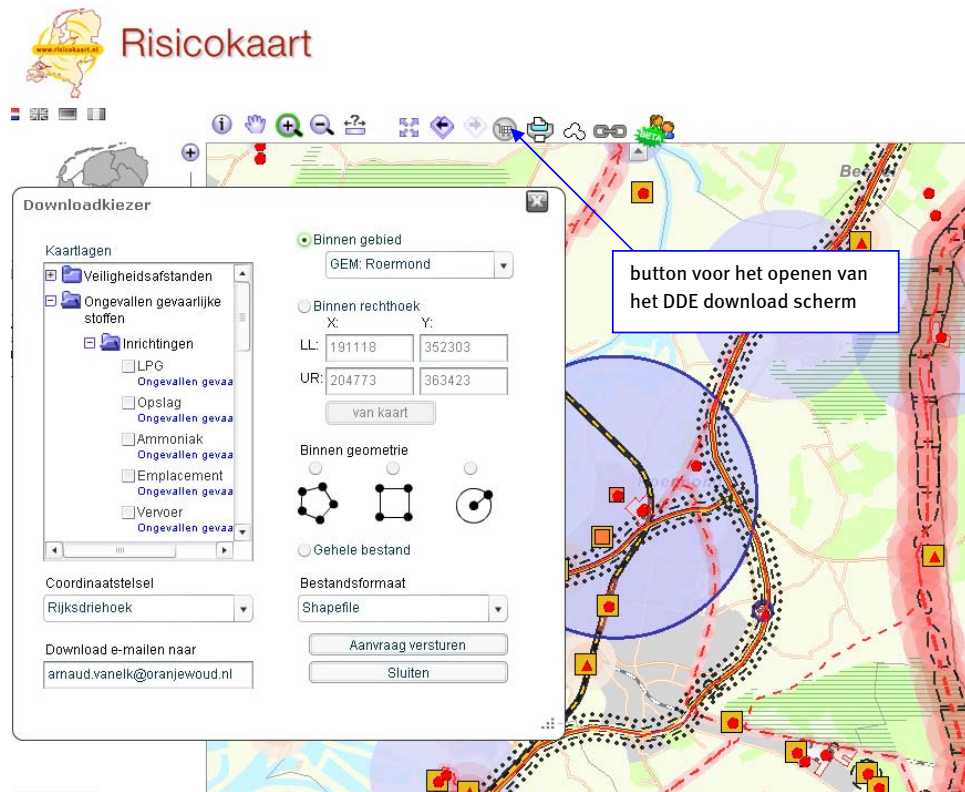 www.risicokaart.nl
Risicokaart
BETA
Downloadkiezer
Kaartlagen
Veiligheidsafstanden
Ongevallen gevaarlijke
stoffen
Inrichtingen
LPG
Ongevallen gevaa
Opslag
Ongevallen gevaa
Ammoniak
Ongevallen gevaa
Emplacement
Ongevallen gevaa
Vervoer
Ongevallen gevaa
Coordinaatstelsel
Rijksdriehoek
Download e-mailen naar
arnaud.vanelk@oranjewoud.nl
Binnen gebied
GEM: Roermond
Binnen rechthoek
X: Y:
LL: 191118 352303
UR: 204773 363423
van kaart
Binnen geometrie
Gehele bestand
Bestandsformaat
Shapefile
Aanvraag versturen
Sluiten
button voor het openen van
het DDE download scherm